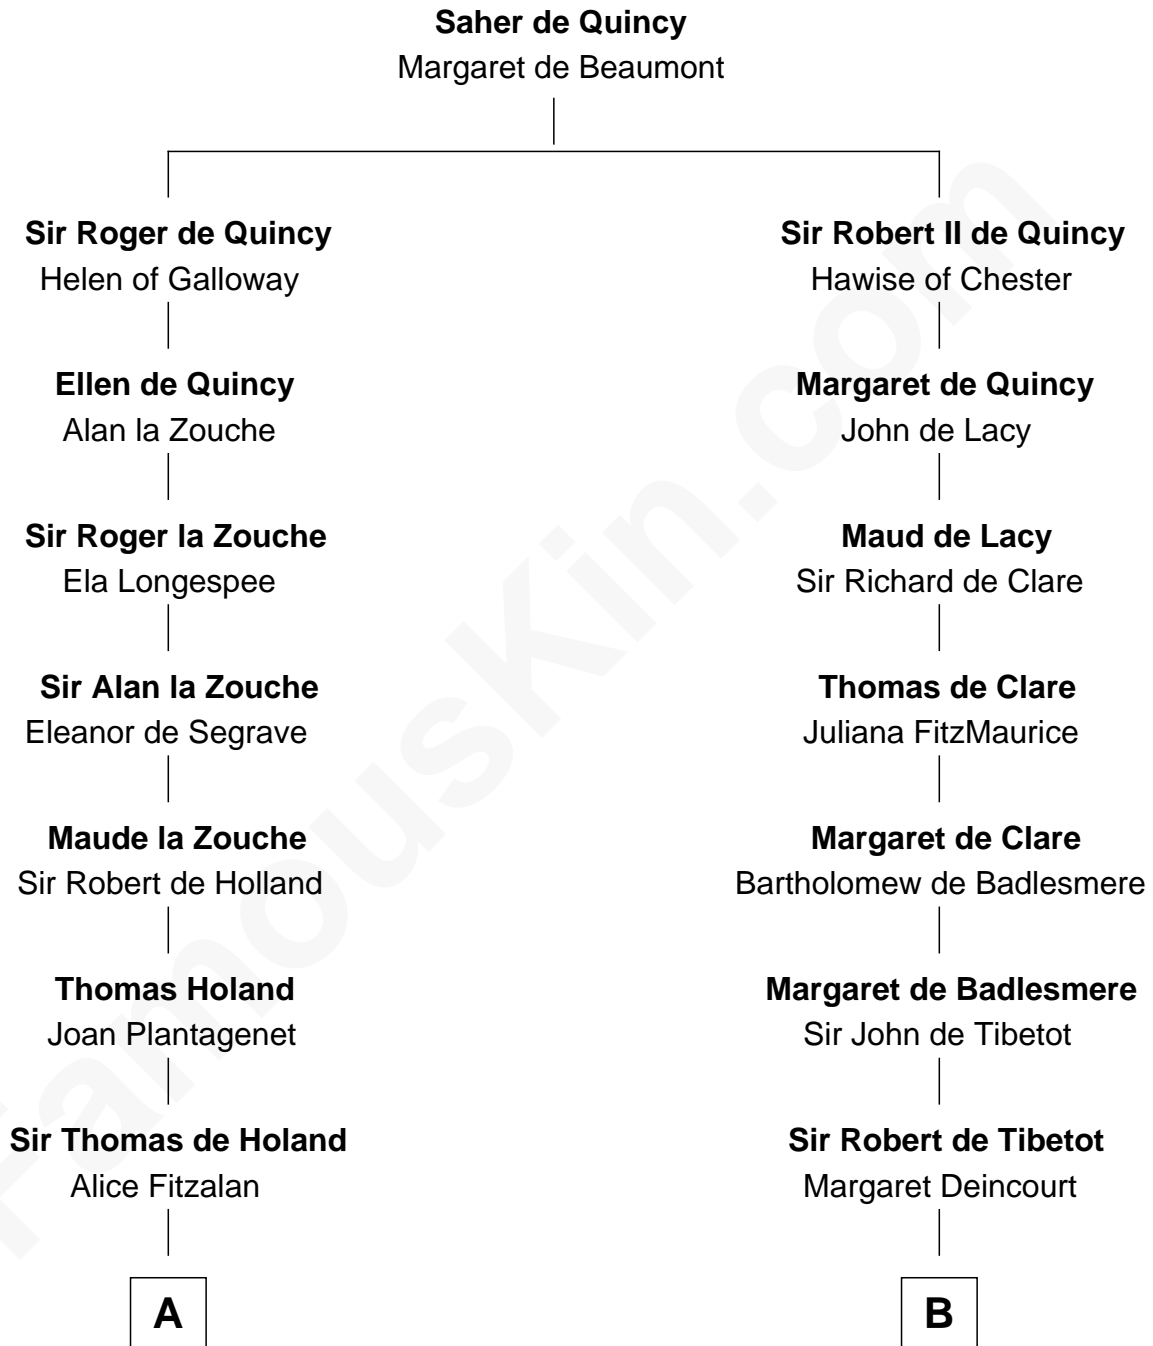 Saher de Quincy
Margaret de Beaumont
Sir Roger de Quincy
Helen of Galloway
Sir Robert II de Quincy
Hawise of Chester
Ellen de Quincy
Alan la Zouche
Margaret de Quincy
John de Lacy
Sir Roger la Zouche
Ela Longespee
Maud de Lacy
Sir Richard de Clare
Sir Alan la Zouche
Eleanor de Segrave
Thomas de Clare
Juliana FitzMaurice
Maude la Zouche
Sir Robert de Holland
Margaret de Clare
Bartholomew de Badlesmere
Thomas Holand
Joan Plantagenet
Margaret de Badlesmere
Sir John de Tibetot
Sir Thomas de Holand
Alice Fitzalan
Sir Robert de Tibetot
Margaret Deincourt
A
B
FamousKin.com